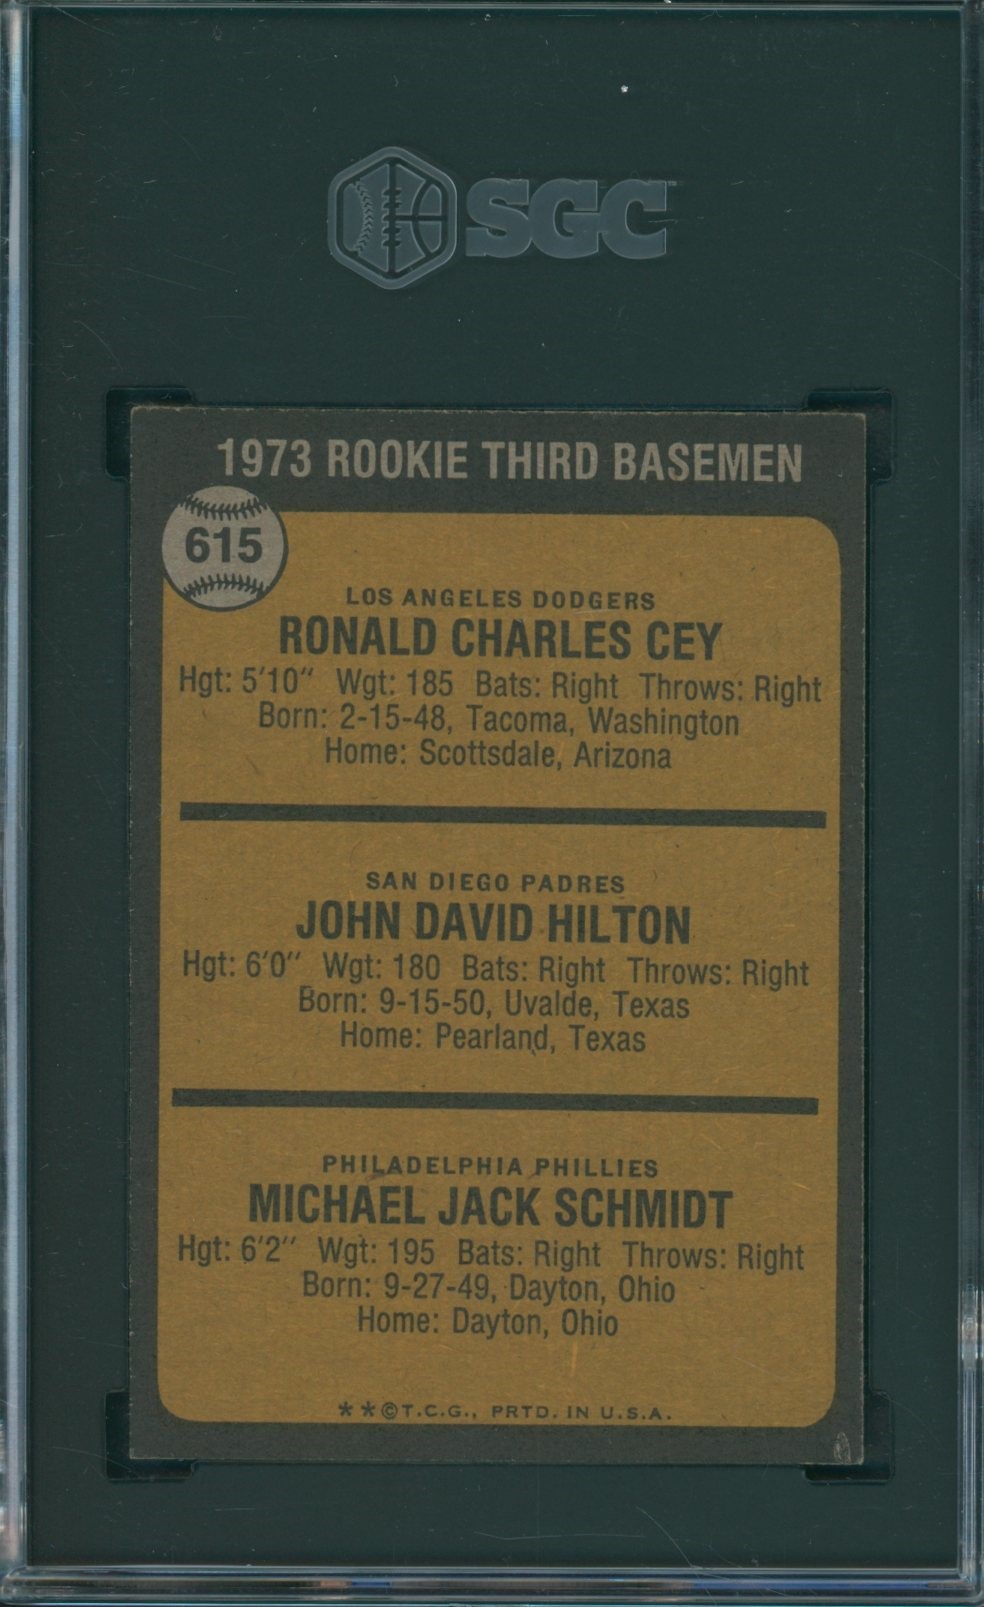 SGC
1973 ROOKIE THIRD BASEMEN
615
LOS ANGELES DODGERS
RONALD CHARLES CEY
Hgt: 5'10" Wgt: 185 Bats: Right Throws: Right
Born: 2-15-48, Tacoma, Washington
Home: Scottsdale, Arizona
SAN DIEGO PADRES
JOHN DAVID HILTON
Hgt: 6'0" Wgt: 180 Bats: Right Throws: Right
Born: 9-15-50, Uvalde, Texas
Home: Pearland, Texas
PHILADELPHIA PHILLIES
MICHAEL JACK SCHMIDT
Hgt: 6'2" Wgt: 195 Bats: Right Throws: Right
Born: 9-27-49, Dayton, Ohio
Home: Dayton, Ohio
**©T.C.G., PRTD. IN U.S.A.